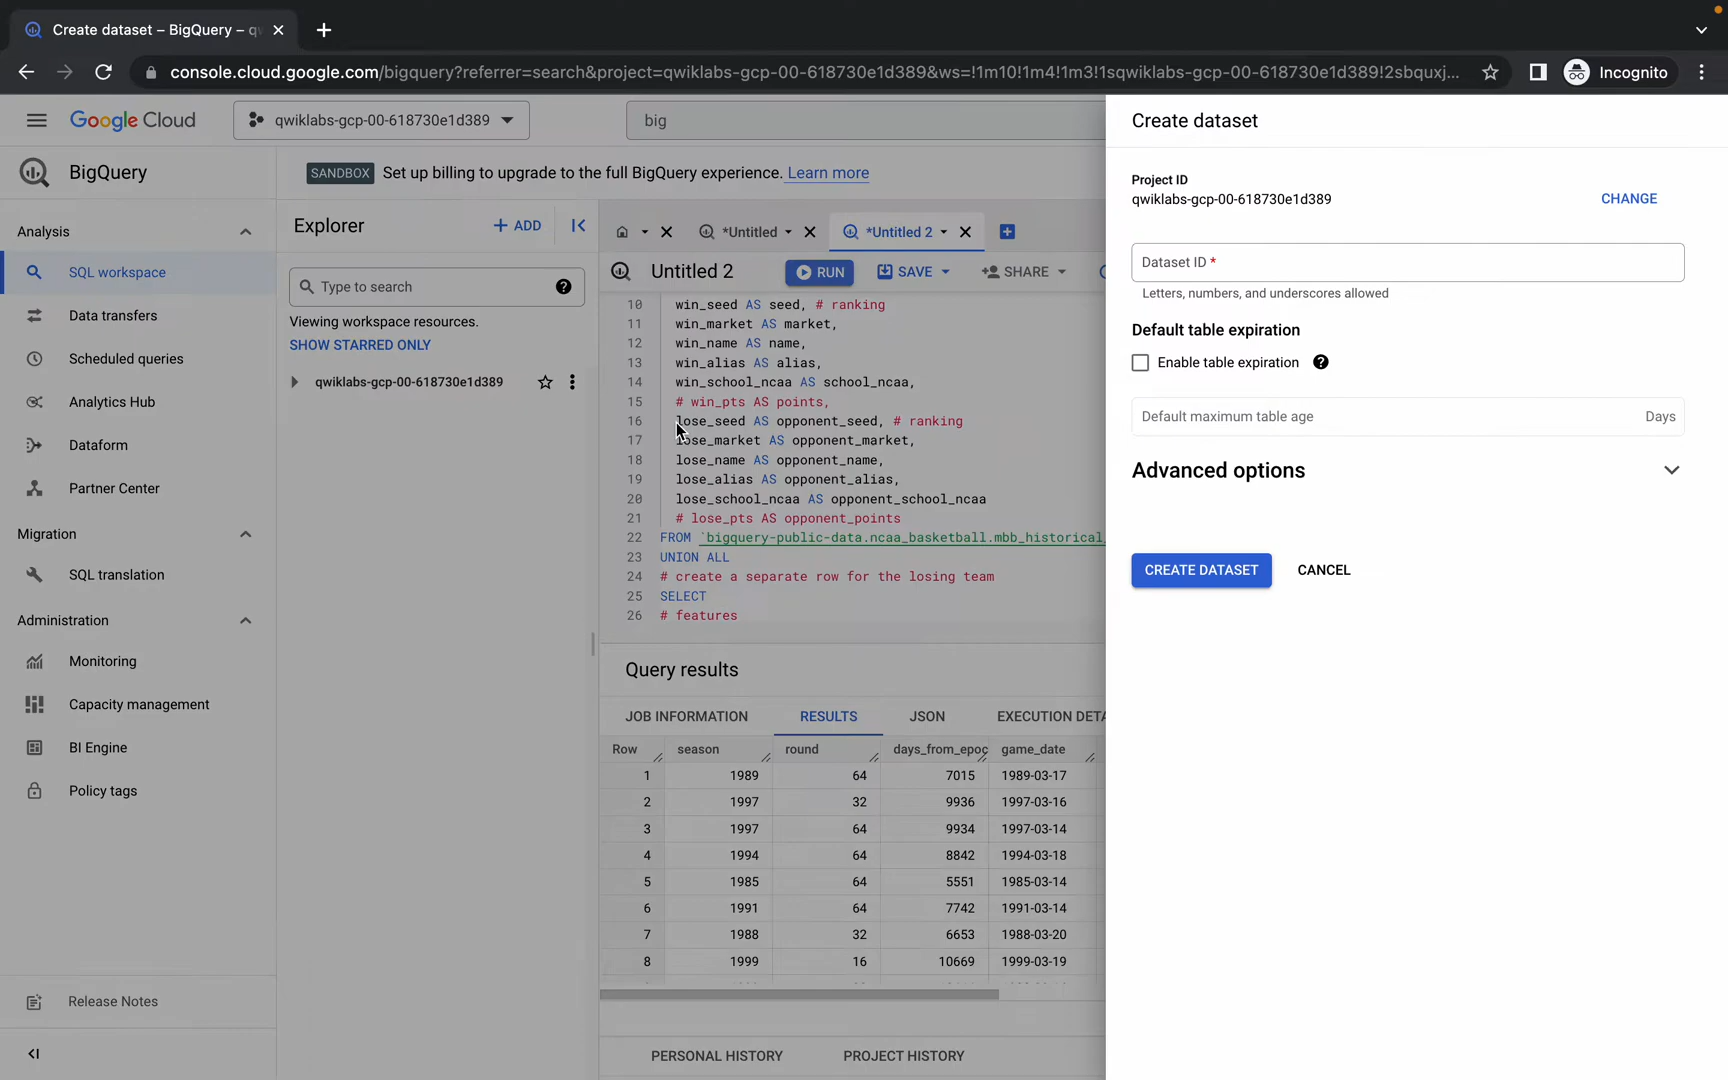 Create dataset – BigQuery – q
console.cloud.google.com/bigquery?referrer=search&project=qwiklabs-gcp-00-618730e1d389&ws=!1m10!1m4!1m3!1sqwiklabs-gcp-00-618730e1d389!2sbquxj...
Incognito
Google Cloud
qwiklabs-gcp-00-618730e1d389
big
BigQuery
Analysis
SQL workspace
Data transfers
Scheduled queries
Analytics Hub
Dataform
Partner Center
Migration
SQL translation
Administration
Monitoring
Capacity management
BI Engine
Policy tags
Release Notes
SANDBOX Set up billing to upgrade to the full BigQuery experience. Learn more
Explorer
+ ADD
Type to search
Viewing workspace resources.
SHOW STARRED ONLY
qwiklabs-gcp-00-618730e1d389
*Untitled
*Untitled 2
Untitled 2
RUN
SAVE
SHARE
10 win_seed AS seed, # ranking
11 win_market AS market,
12 win_name AS name,
13 win_alias AS alias,
14 win_school_ncaa AS school_ncaa,
15 # win_pts AS points,
16 lose_seed AS opponent_seed, # ranking
17 lose_market AS opponent_market,
18 lose_name AS opponent_name,
19 lose_alias AS opponent_alias,
20 lose_school_ncaa AS opponent_school_ncaa
21 # lose_pts AS opponent_points
22 FROM `bigquery-public-data.ncaa_basketball.mbb_historical_
23 UNION ALL
24 # create a separate row for the losing team
25 SELECT
26 # features
Query results
JOB INFORMATION RESULTS JSON EXECUTION DETA
Row season round days_from_epoc game_date
1 1989 64 7015 1989-03-17
2 1997 32 9936 1997-03-16
3 1997 64 9934 1997-03-14
4 1994 64 8842 1994-03-18
5 1985 64 5551 1985-03-14
6 1991 64 7742 1991-03-14
7 1988 32 6653 1988-03-20
8 1999 16 10669 1999-03-19
PERSONAL HISTORY PROJECT HISTORY
Create dataset
Project ID
qwiklabs-gcp-00-618730e1d389
CHANGE
Dataset ID *
Letters, numbers, and underscores allowed
Default table expiration
Enable table expiration
Default maximum table age Days
Advanced options
CREATE DATASET
CANCEL